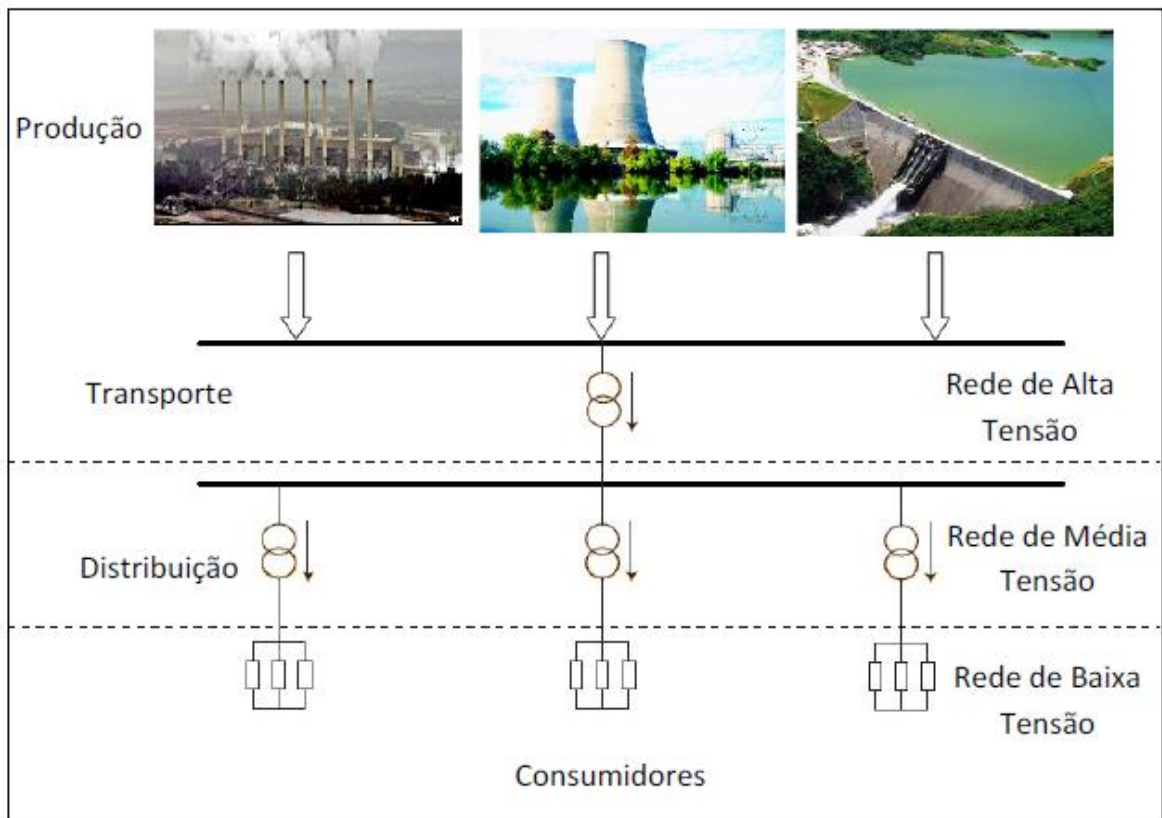 Produção
Transporte
Rede de Alta
Tensão
Distribuição
Rede de Média
Tensão
Rede de Baixa
Tensão
Consumidores